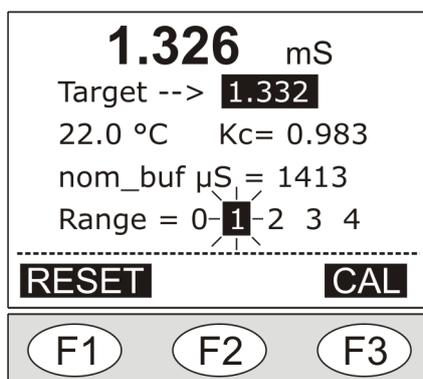 1.326 mS
Target --> 1.332
22.0 °C Kc= 0.983
nom_buf µS = 1413
Range = 0-1-2 3 4
RESET CAL
F1 F2 F3